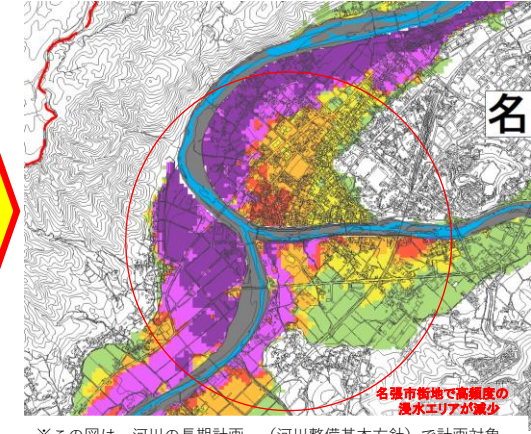 名
名張市街地で高頻度の
浸水エリアが減少
※この図は、河川の長期計画 （河川整備基本方針）で計画対象